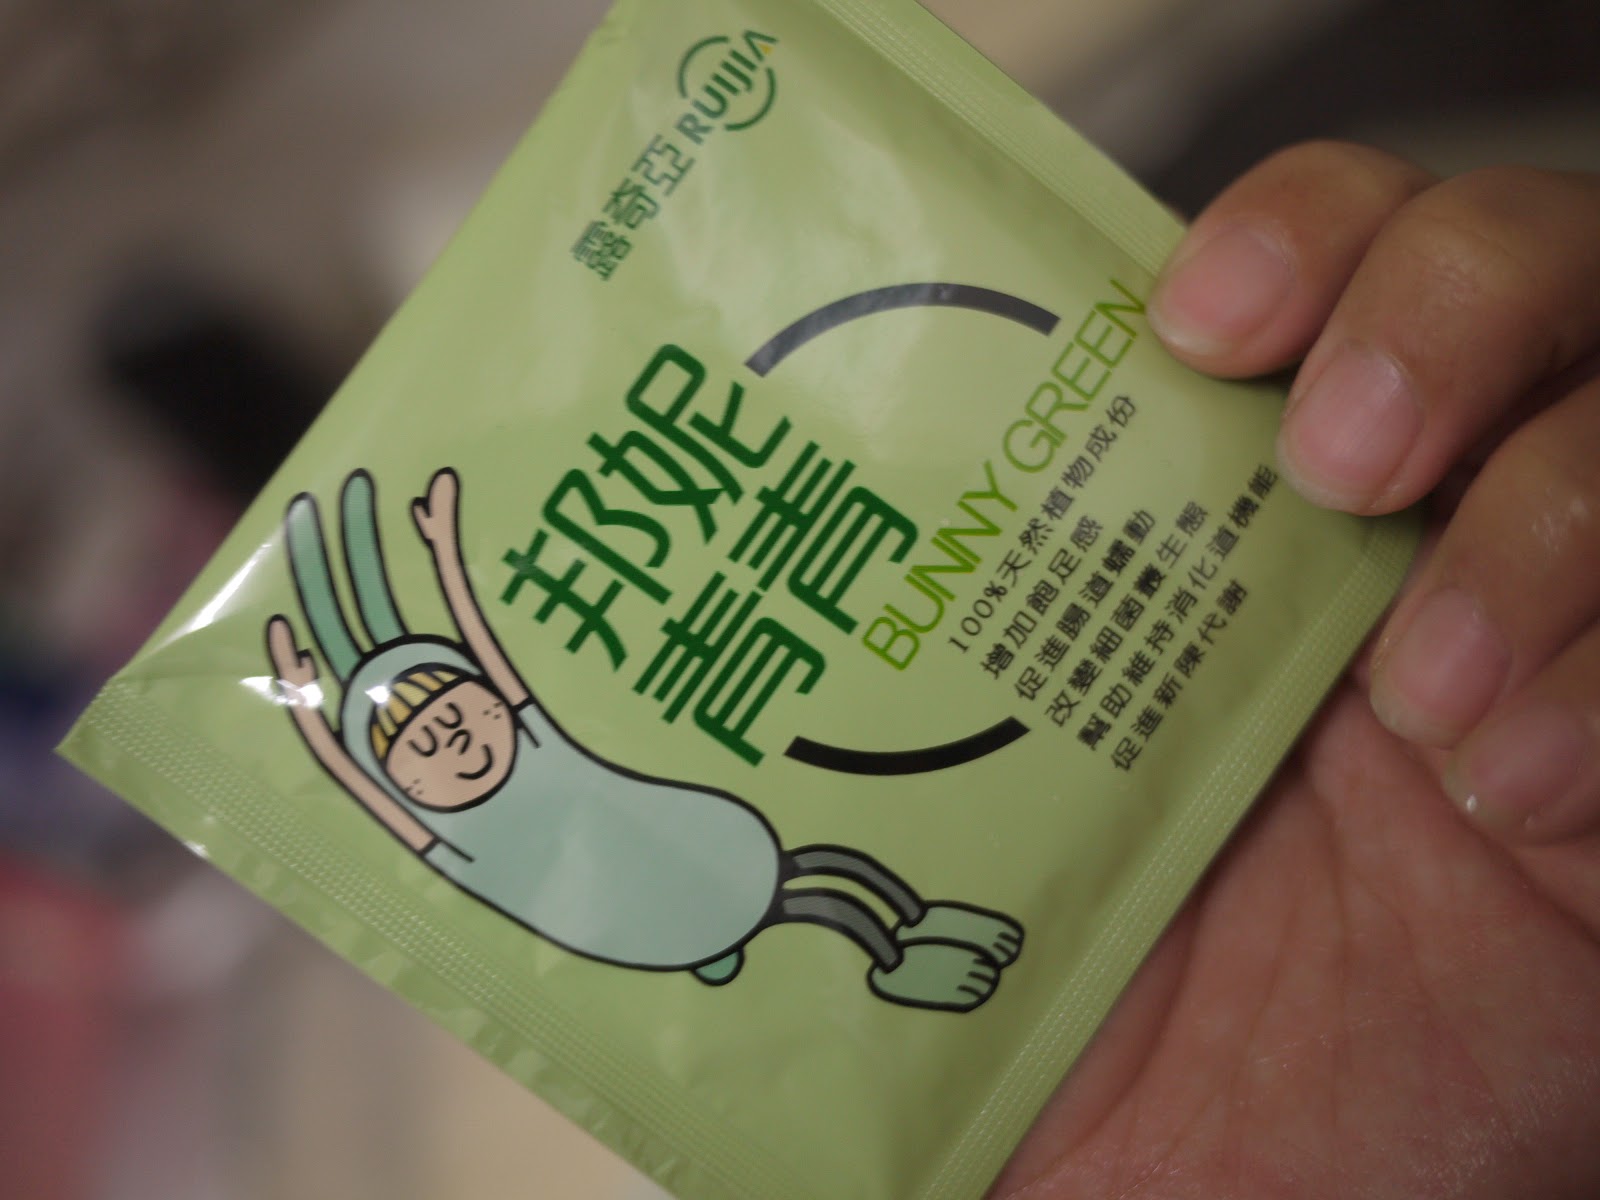 露奇亞 RUIJIA
邦妮
青青
BUNNY GREEN
100%天然植物成份
增加飽足感
促進腸道蠕動
改變細菌叢生態
幫助維持消化道機能
促進新陳代謝